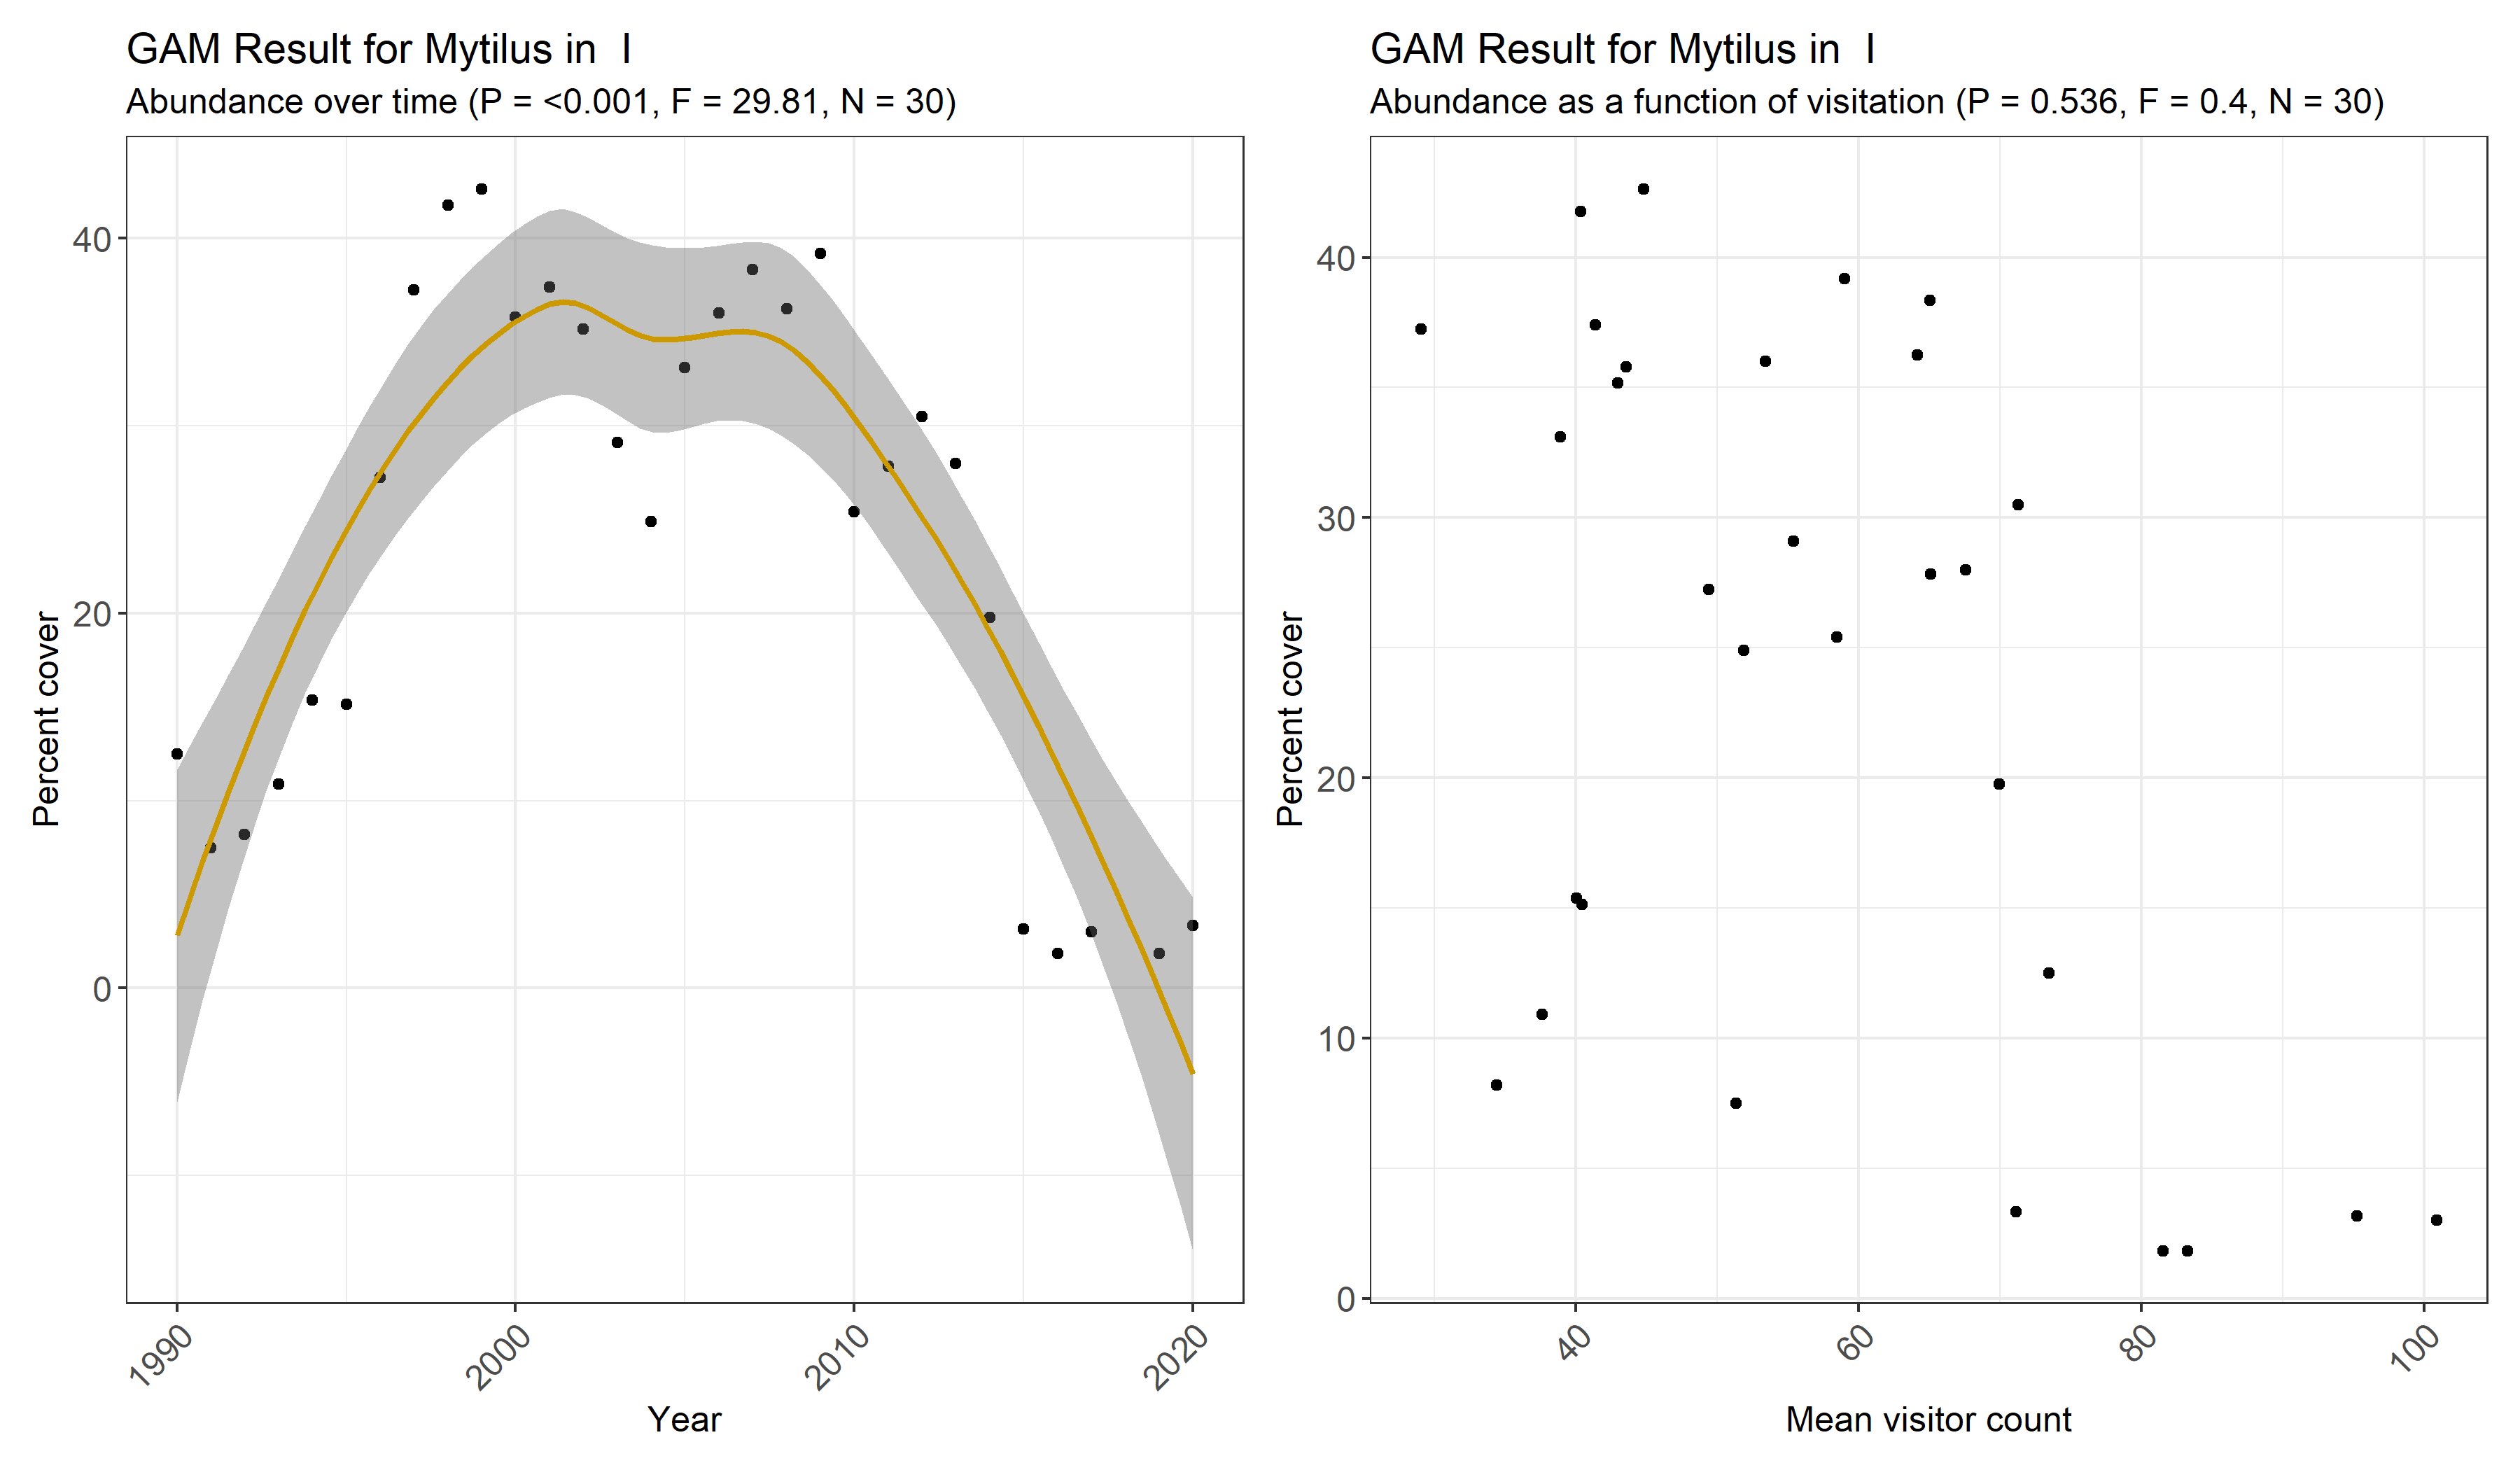 GAM Result for Mytilus in  I
Abundance over time (P = <0.001, F = 29.81, N = 30)
Percent cover
40
20
0
1990
2000
2010
2020
Year
GAM Result for Mytilus in  I
Abundance as a function of visitation (P = 0.536, F = 0.4, N = 30)
Percent cover
40
30
20
10
0
40
60
80
100
Mean visitor count